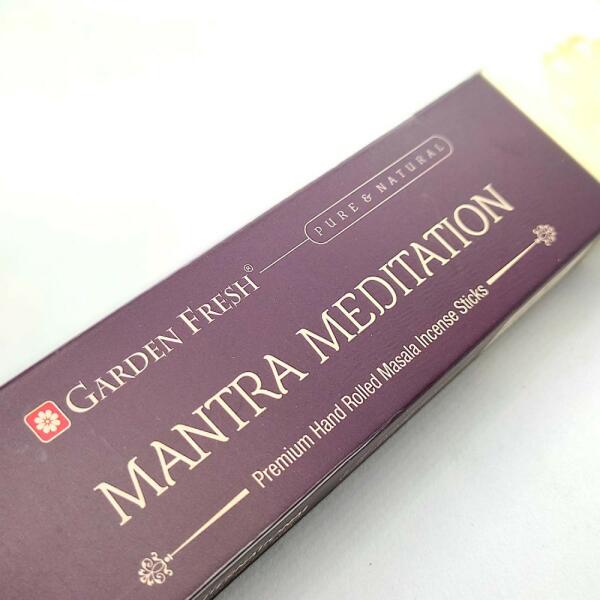 GARDEN FRESH®
PURE & NATURAL
MANTRA MEDITATION
Premium Hand Rolled Masala Incense Sticks